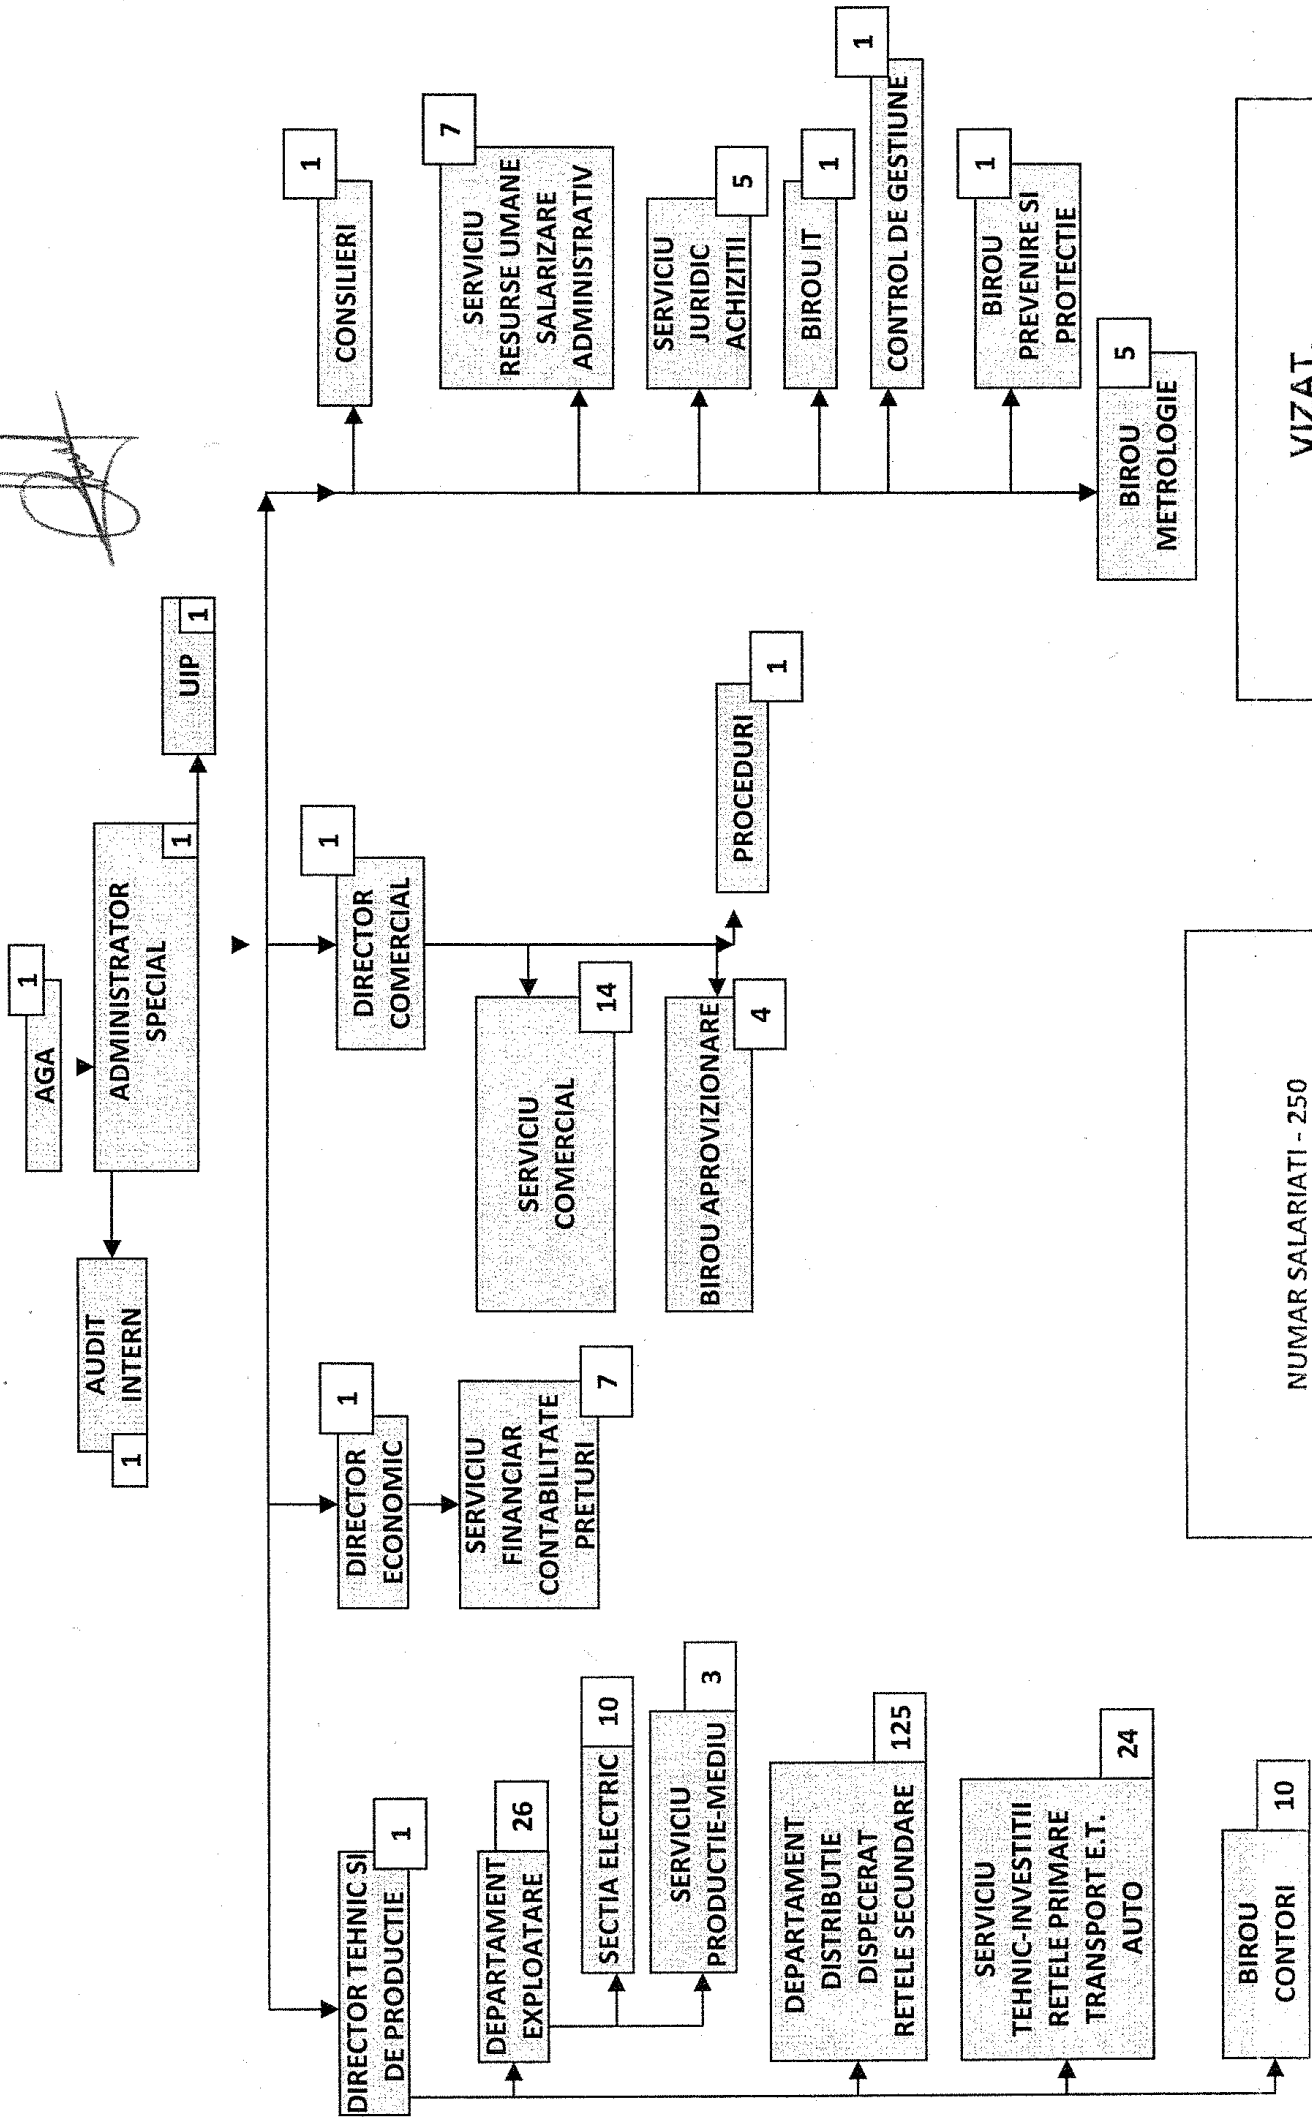 AGA
1
ADMINISTRATOR
SPECIAL
1
AUDIT
INTERN
1
UIP
1
DIRECTOR TEHNIC SI
DE PRODUCTIE
1
DEPARTAMENT
EXPLOATARE
26
SECTIA ELECTRIC
10
SERVICIU
PRODUCTIE-MEDIU
3
DEPARTAMENT
DISTRIBUTIE
DISPECERAT
RETELE SECUNDARE
125
SERVICIU
TEHNIC-INVESTITII
RETELE PRIMARE
TRANSPORT E.T.
AUTO
24
BIROU
CONTORI
10
DIRECTOR
ECONOMIC
1
SERVICIU
FINANCIAR
CONTABILITATE
PRETURI
7
DIRECTOR
COMERCIAL
1
SERVICIU
COMERCIAL
14
BIROU APROVIZIONARE
4
PROCEDURI
1
CONSILIERI
1
SERVICIU
RESURSE UMANE
SALARIZARE
ADMINISTRATIV
7
SERVICIU
JURIDIC
ACHIZITII
5
BIROU IT
1
CONTROL DE GESTIUNE
1
BIROU
PREVENIRE SI
PROTECTIE
1
BIROU
METROLOGIE
5
NUMAR SALARIATI - 250
VIZAT